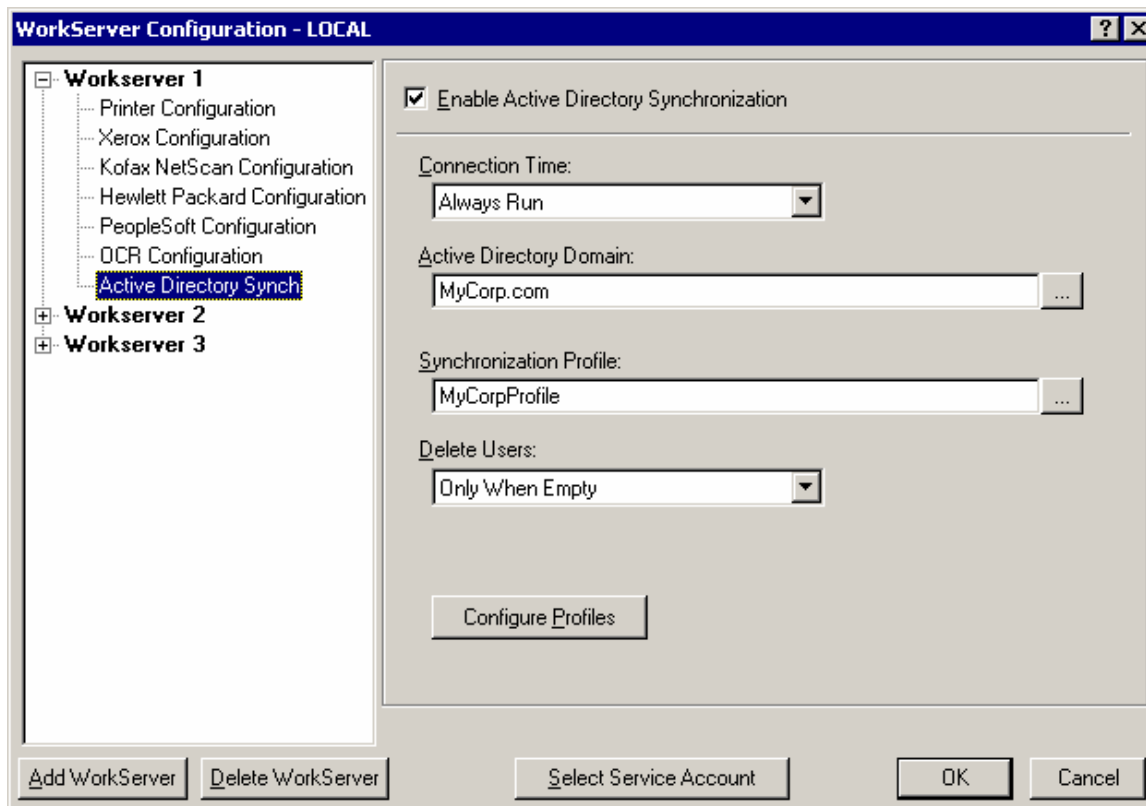 WorkServer Configuration - LOCAL
Workserver 1
Printer Configuration
Xerox Configuration
Kofax NetScan Configuration
Hewlett Packard Configuration
PeopleSoft Configuration
OCR Configuration
Active Directory Synch
Workserver 2
Workserver 3
Enable Active Directory Synchronization
Connection Time:
Always Run
Active Directory Domain:
MyCorp.com
...
Synchronization Profile:
MyCorpProfile
...
Delete Users:
Only When Empty
Configure Profiles
Add WorkServer
Delete WorkServer
Select Service Account
OK
Cancel